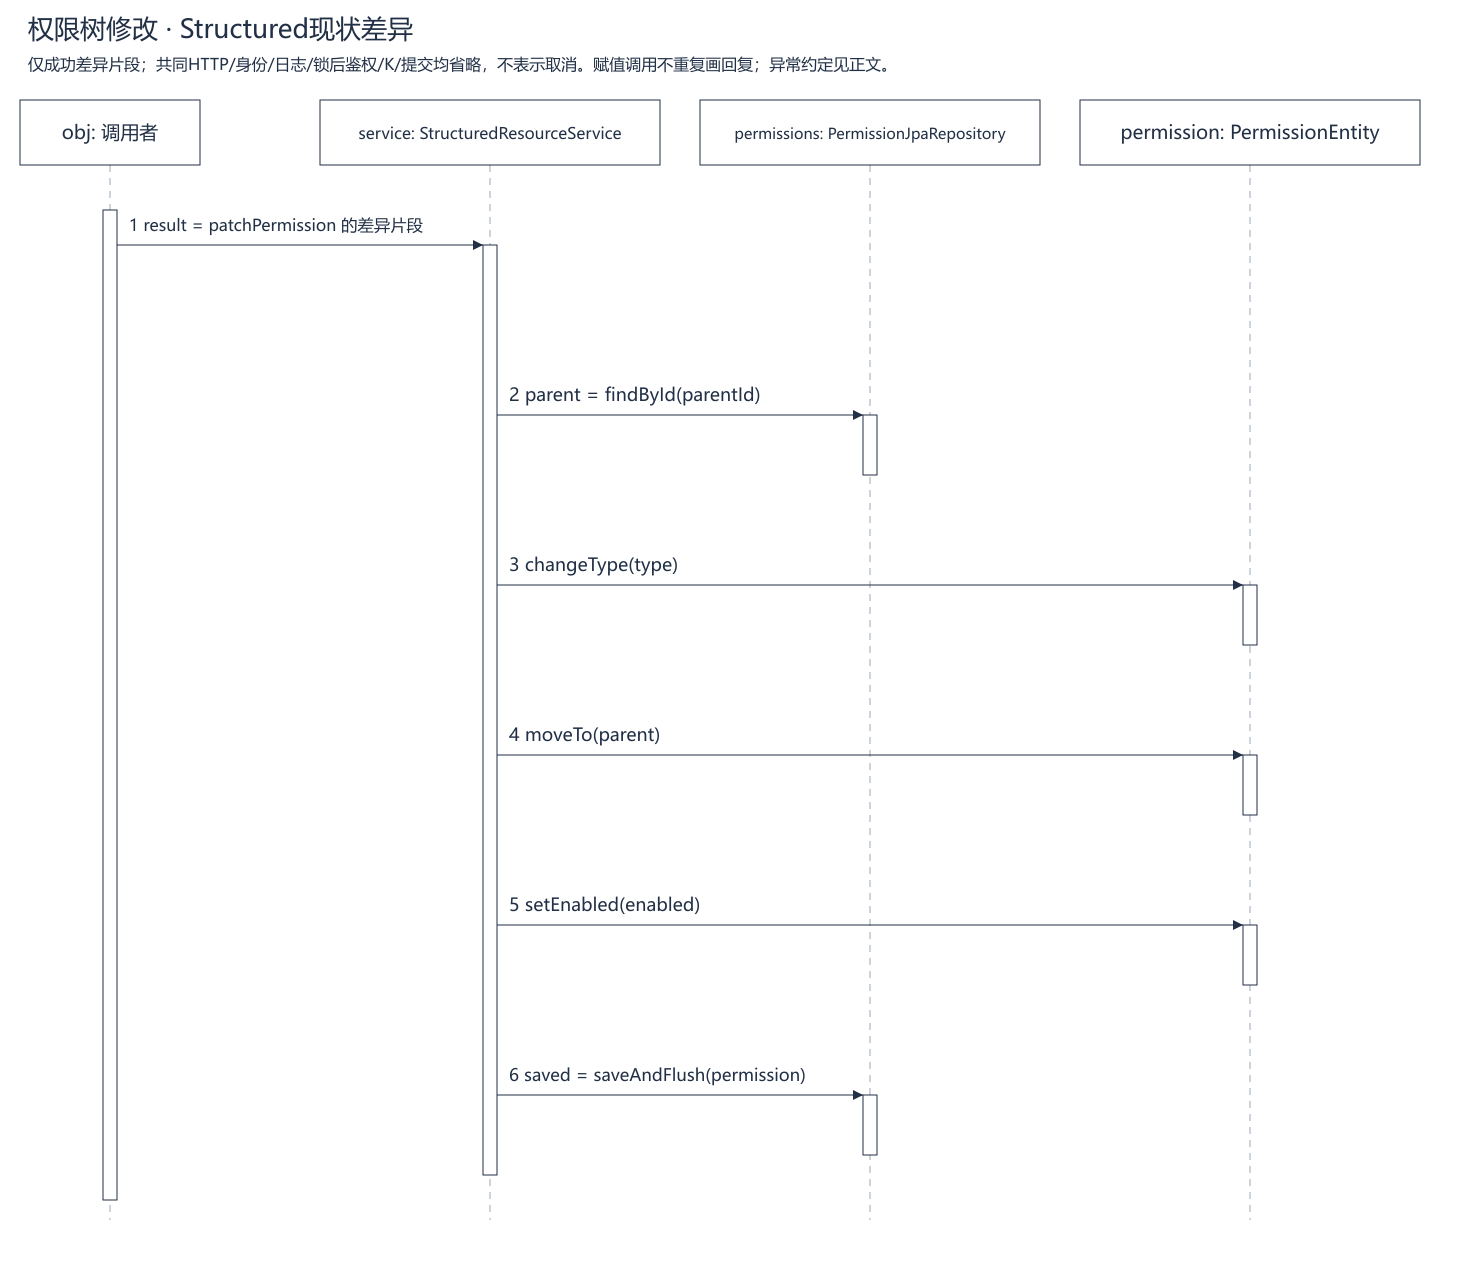 权限树修改 · Structured现状差异
仅成功差异片段；共同HTTP/身份/日志/锁后鉴权/K/提交均省略，不表示取消。赋值调用不重复画回复；异常约定见正文。
obj: 调用者
service: StructuredResourceService
permissions: PermissionJpaRepository
permission: PermissionEntity
1 result = patchPermission 的差异片段
2 parent = findById(parentId)
3 changeType(type)
4 moveTo(parent)
5 setEnabled(enabled)
6 saved = saveAndFlush(permission)